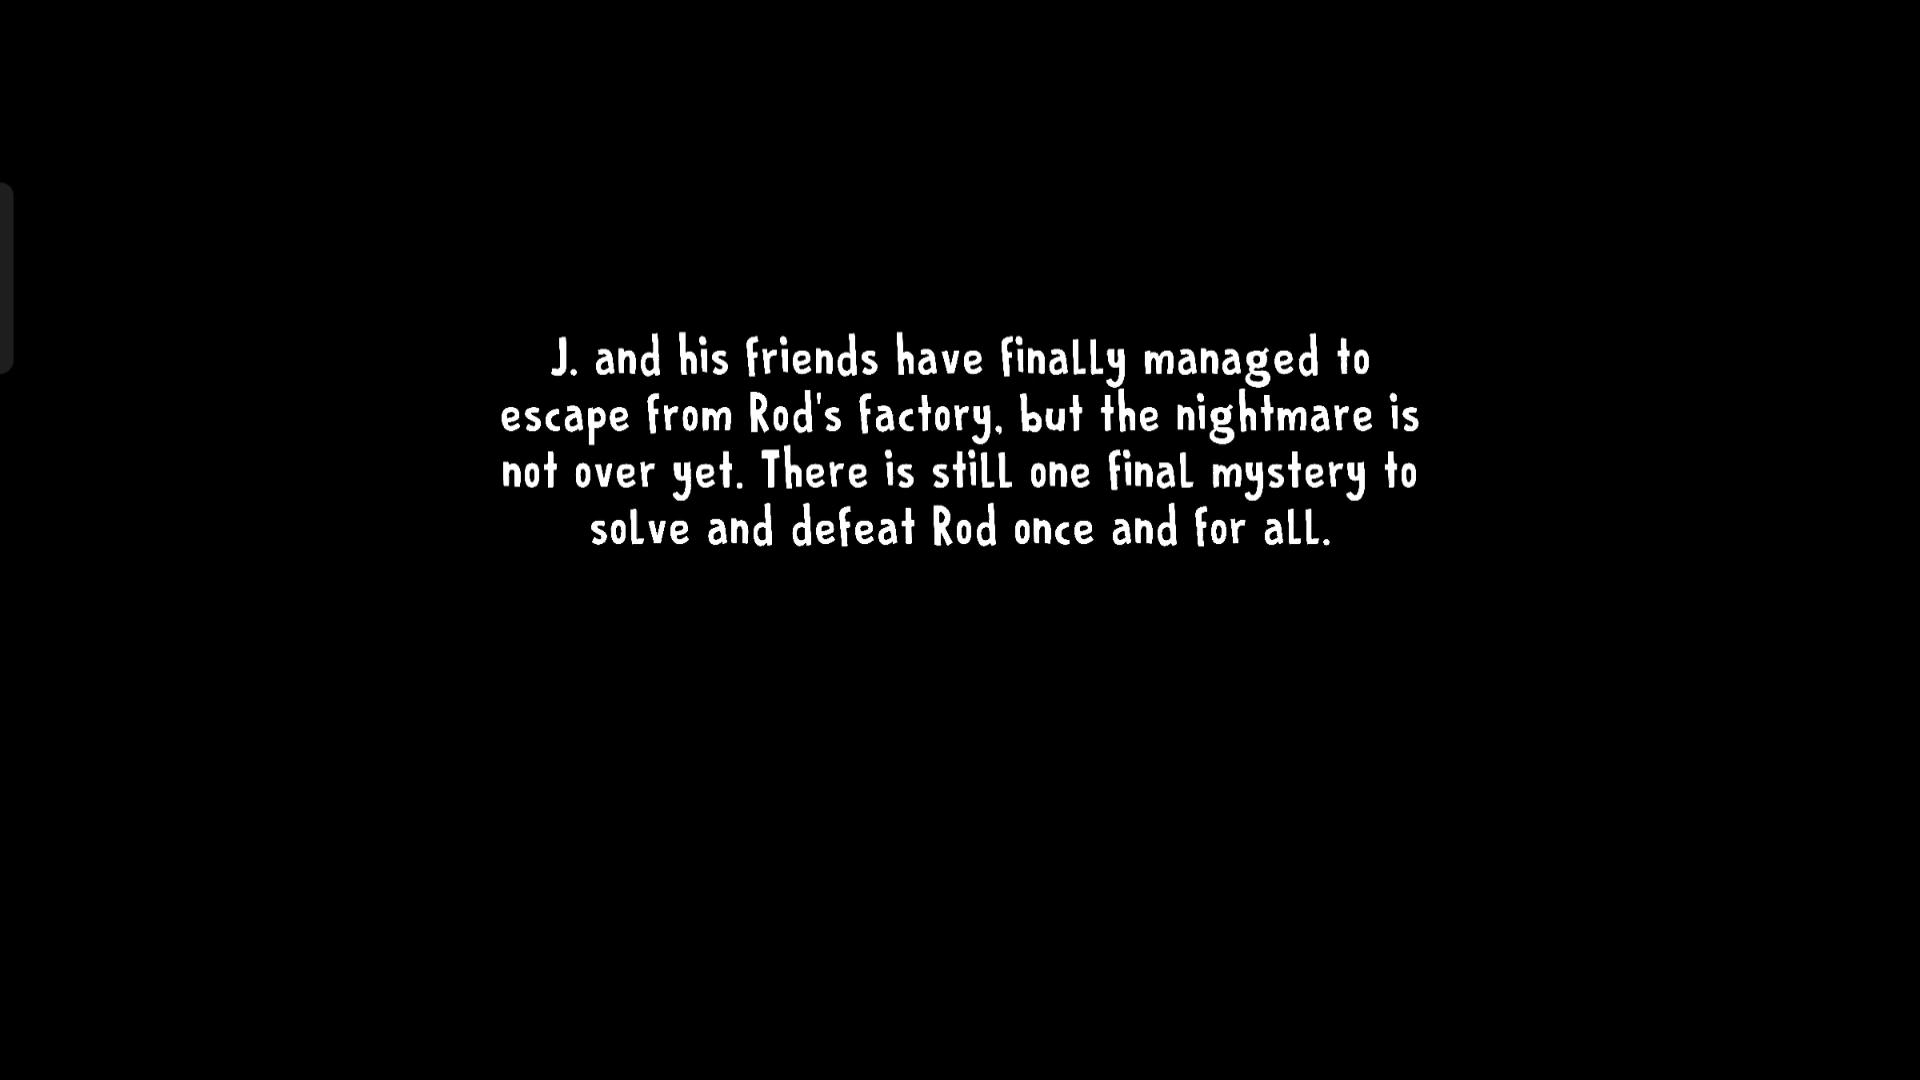 J. and his friends have finally managed to
escape from Rod's factory, but the nightmare is
not over yet. There is still one final mystery to
solve and defeat Rod once and for all.